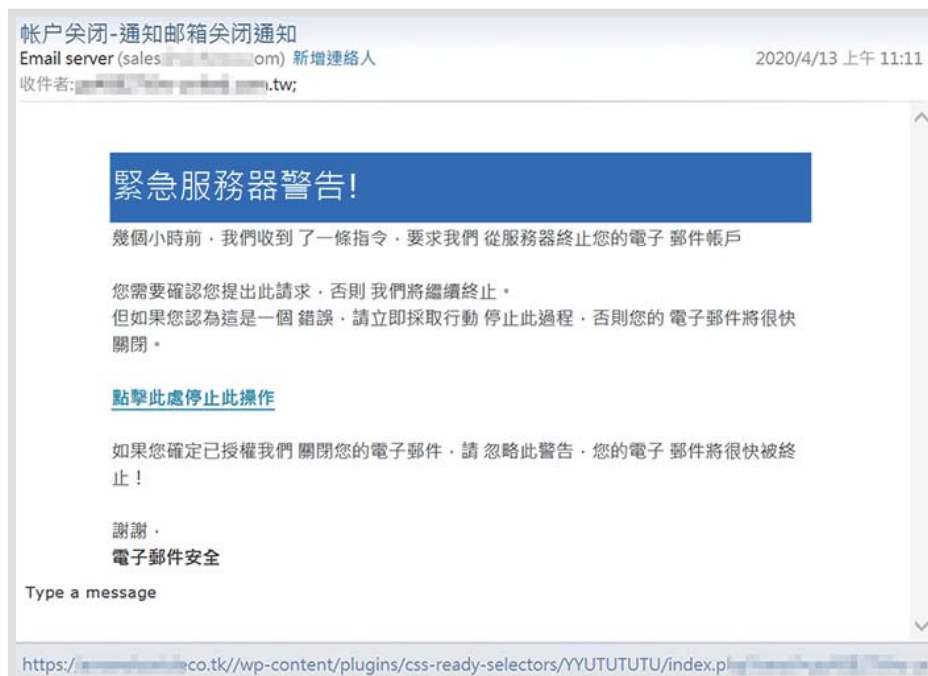 帐户关闭-通知邮箱关闭通知
Email server (sales om) 新增連絡人
2020/4/13 上午 11:11
收件者: .tw;
緊急服務器警告!
幾個小時前，我們收到 了一條指令，要求我們 從服務器終止您的電子 郵件帳戶
您需要確認您提出此請求，否則 我們將繼續終止。
但如果您認為這是一個 錯誤，請立即採取行動 停止此過程，否則您的 電子郵件將很快
關閉。
點擊此處停止此操作
如果您確定已授權我們 關閉您的電子郵件，請 忽略此警告，您的電子 郵件將很快被終
止！
謝謝，
電子郵件安全
Type a message
https:/ eco.tk//wp-content/plugins/css-ready-selectors/YYUTUTUTU/index.p